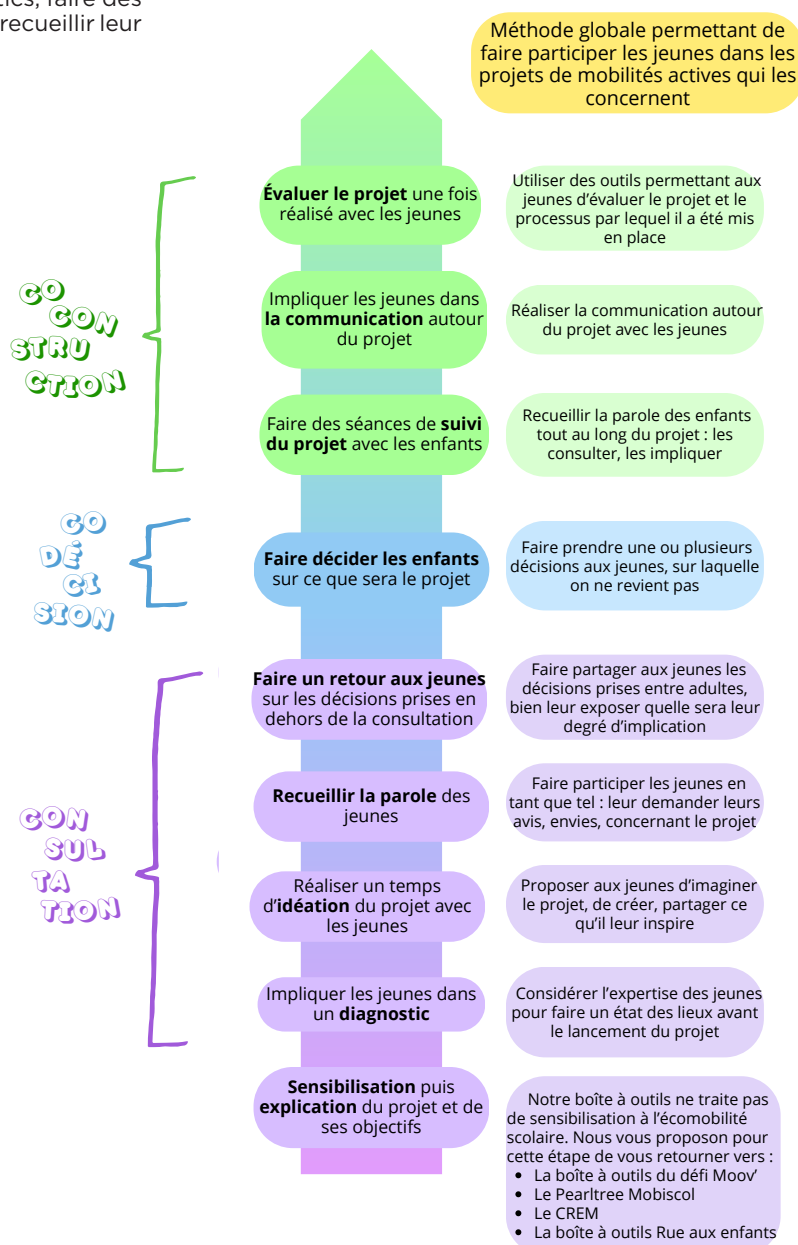 tics, faire des
recueillir leur
Méthode globale permettant de
faire participer les jeunes dans les
projets de mobilités actives qui les
concernent
CO
CON
STRU
CTION
Évaluer le projet une fois
réalisé avec les jeunes
Utiliser des outils permettant aux
jeunes d’évaluer le projet et le
processus par lequel il a été mis
en place
Impliquer les jeunes dans
la communication autour
du projet
Réaliser la communication autour
du projet avec les jeunes
Faire des séances de suivi
du projet avec les enfants
Recueillir la parole des enfants
tout au long du projet : les
consulter, les impliquer
CO
DÉ
CI
SION
Faire décider les enfants
sur ce que sera le projet
Faire prendre une ou plusieurs
décisions aux jeunes, sur laquelle
on ne revient pas
CON
SUL
TA
TION
Faire un retour aux jeunes
sur les décisions prises en
dehors de la consultation
Faire partager aux jeunes les
décisions prises entre adultes,
bien leur exposer quelle sera leur
degré d’implication
Recueillir la parole des
jeunes
Faire participer les jeunes en
tant que tel : leur demander leurs
avis, envies, concernant le projet
Réaliser un temps
d’idéation du projet avec
les jeunes
Proposer aux jeunes d’imaginer
le projet, de créer, partager ce
qu’il leur inspire
Impliquer les jeunes dans
un diagnostic
Considérer l’expertise des jeunes
pour faire un état des lieux avant
le lancement du projet
Sensibilisation puis
explication du projet et de
ses objectifs
Notre boîte à outils ne traite pas
de sensibilisation à l’écomobilité
scolaire. Nous vous proposon pour
cette étape de vous retourner vers :
• La boîte à outils du défi Moov’
• Le Pearltree Mobiscol
• Le CREM
• La boîte à outils Rue aux enfants